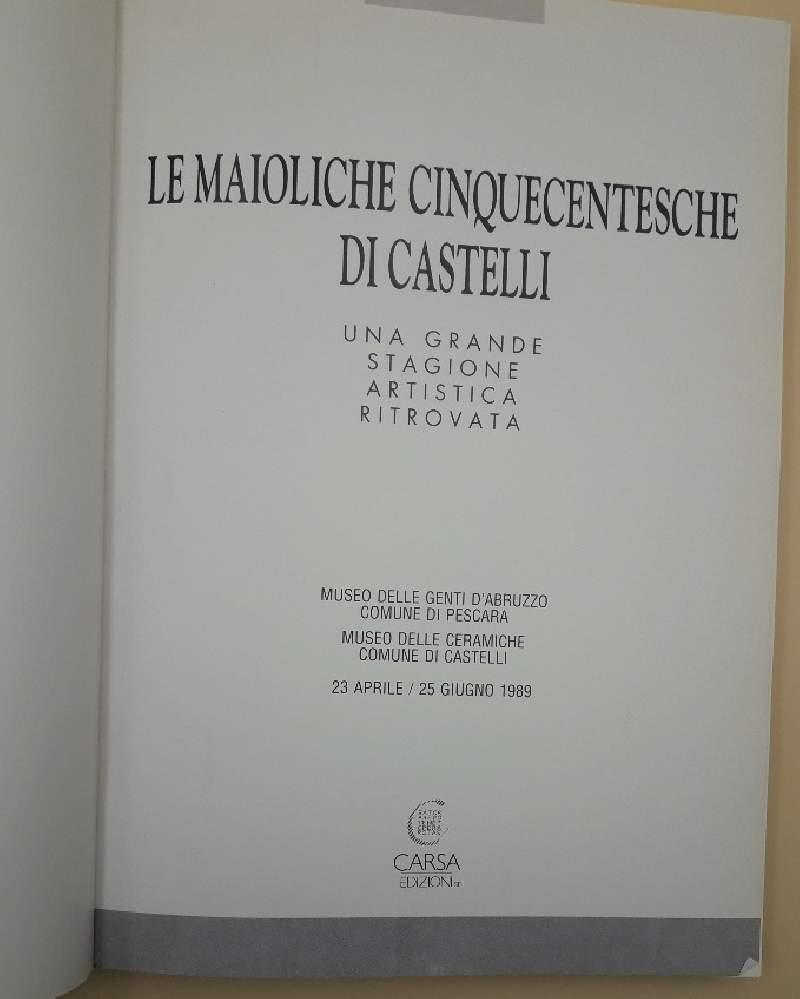 LE MAIOLICHE CINQUECENTESCHE
DI CASTELLI
UNA GRANDE
STAGIONE
ARTISTICA
RITROVATA
MUSEO DELLE GENTI D'ABRUZZO
COMUNE DI PESCARA
MUSEO DELLE CERAMICHE
COMUNE DI CASTELLI
23 APRILE / 25 GIUGNO 1989
CARSA
EDIZIONI